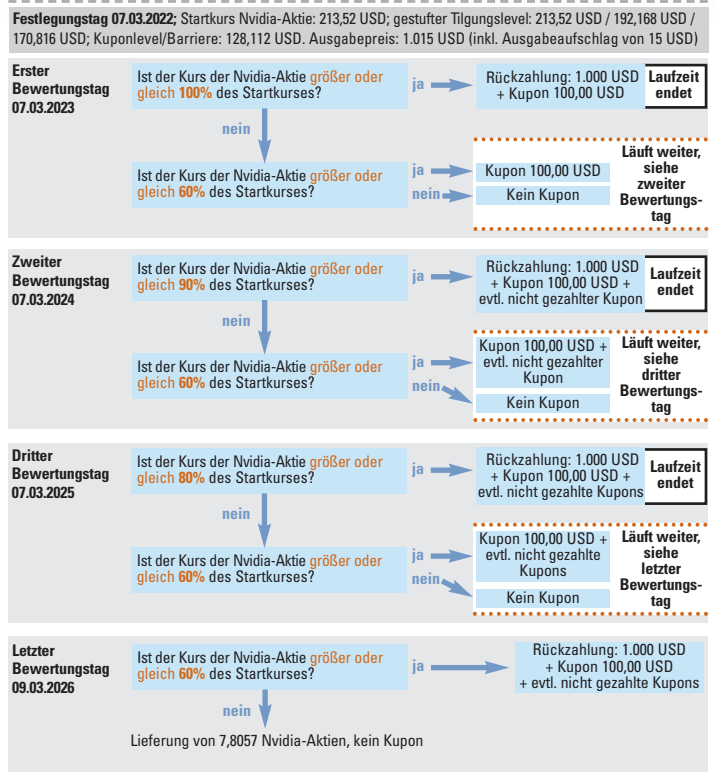 Festlegungstag 07.03.2022; Startkurs Nvidia-Aktie: 213,52 USD; gestufter Tilgungslevel: 213,52 USD / 192,168 USD /
170,816 USD; Kuponlevel/Barriere: 128,112 USD. Ausgabepreis: 1.015 USD (inkl. Ausgabeaufschlag von 15 USD)
Erster
Bewertungstag
07.03.2023
Ist der Kurs der Nvidia-Aktie größer oder
gleich 100% des Startkurses?
ja
Rückzahlung: 1.000 USD
+ Kupon 100,00 USD
Laufzeit
endet
nein
Ist der Kurs der Nvidia-Aktie größer oder
gleich 60% des Startkurses?
ja
nein
Kupon 100,00 USD
Kein Kupon
Läuft weiter,
siehe
zweiter
Bewertungs-
tag
Zweiter
Bewertungstag
07.03.2024
Ist der Kurs der Nvidia-Aktie größer oder
gleich 90% des Startkurses?
ja
Rückzahlung: 1.000 USD
+ Kupon 100,00 USD +
evtl. nicht gezahlter Kupon
Laufzeit
endet
nein
Ist der Kurs der Nvidia-Aktie größer oder
gleich 60% des Startkurses?
ja
nein
Kupon 100,00 USD +
evtl. nicht gezahlter
Kupon
Kein Kupon
Läuft weiter,
siehe
dritter
Bewertungs-
tag
Dritter
Bewertungstag
07.03.2025
Ist der Kurs der Nvidia-Aktie größer oder
gleich 80% des Startkurses?
ja
Rückzahlung: 1.000 USD
+ Kupon 100,00 USD +
evtl. nicht gezahlte Kupons
Laufzeit
endet
nein
Ist der Kurs der Nvidia-Aktie größer oder
gleich 60% des Startkurses?
ja
nein
Kupon 100,00 USD +
evtl. nicht gezahlte
Kupons
Kein Kupon
Läuft weiter,
siehe
letzter
Bewertungs-
tag
Letzter
Bewertungstag
09.03.2026
Ist der Kurs der Nvidia-Aktie größer oder
gleich 60% des Startkurses?
ja
Rückzahlung: 1.000 USD
+ Kupon 100,00 USD
+ evtl. nicht gezahlte Kupons
nein
Lieferung von 7,8057 Nvidia-Aktien, kein Kupon